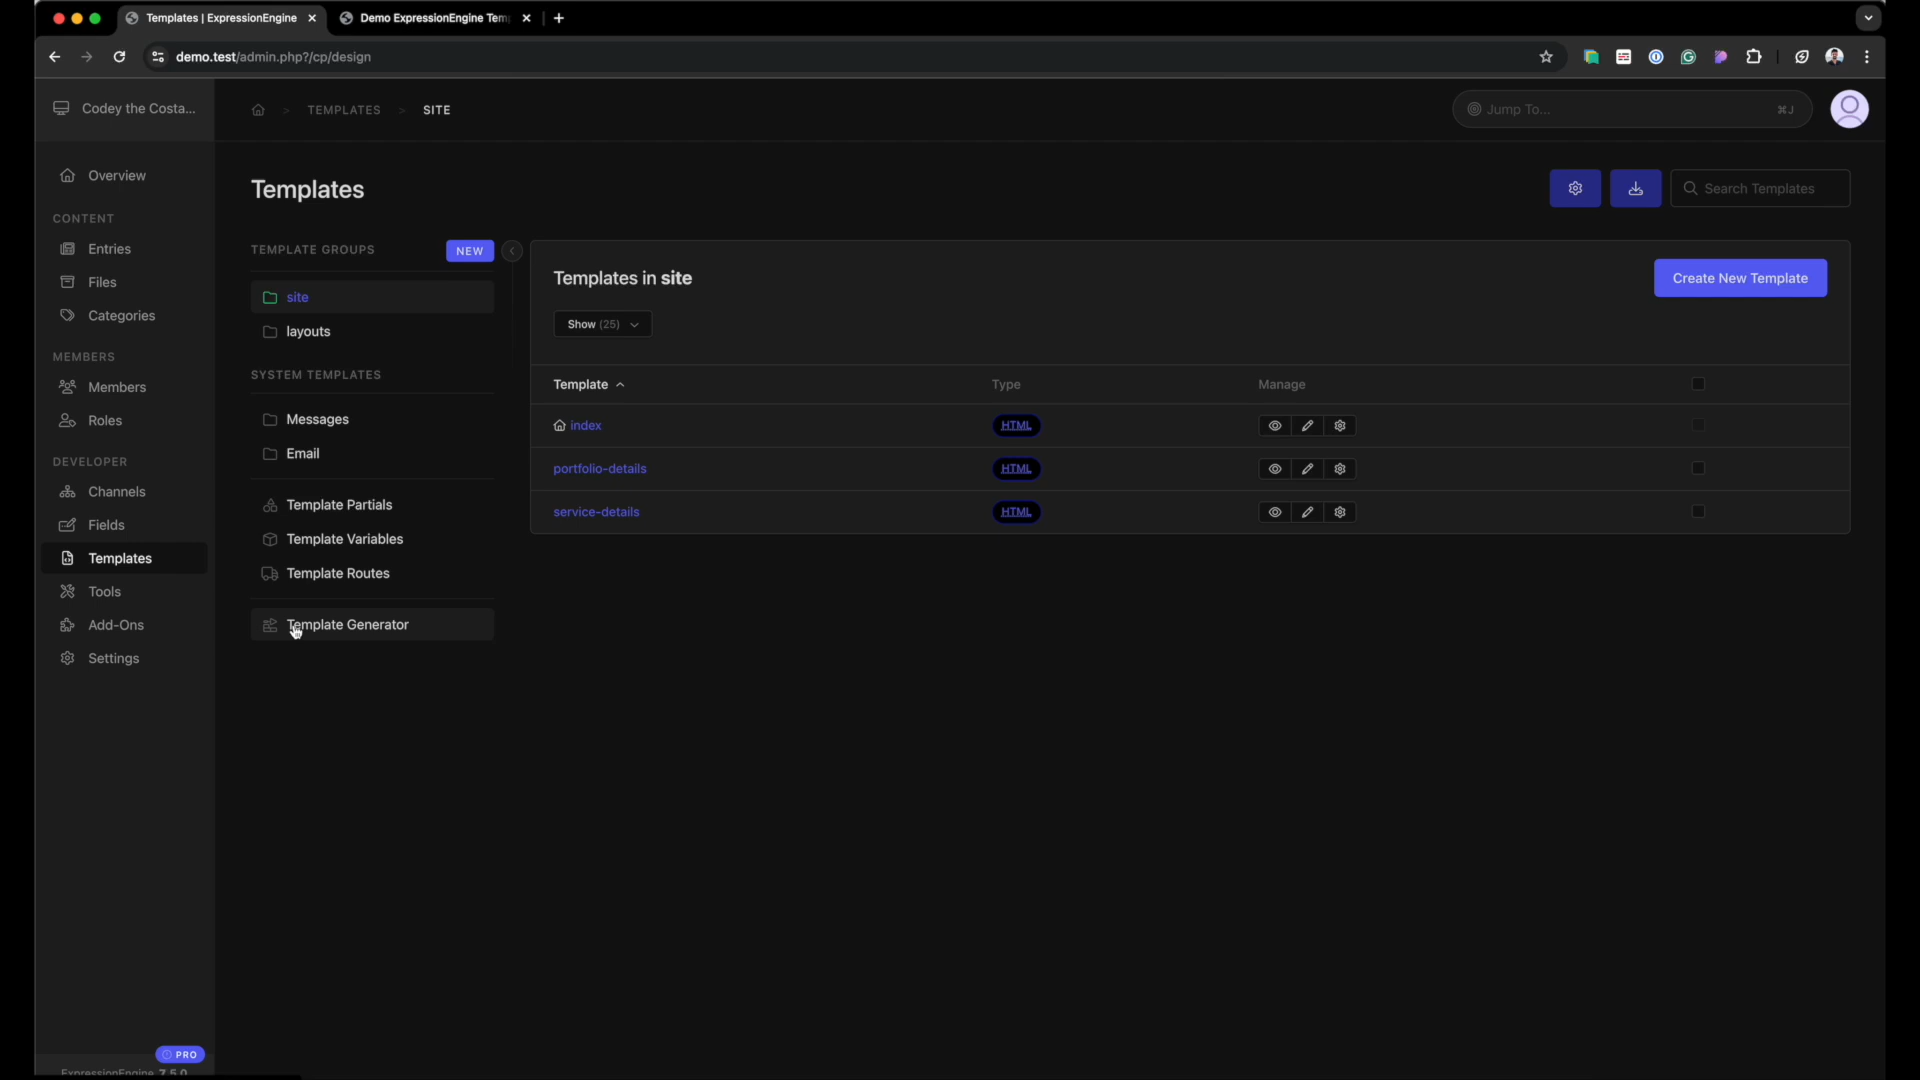 Templates | ExpressionEngine
Demo ExpressionEngine Tem
demo.test/admin.php?/cp/design
Codey the Costa...
TEMPLATES > SITE
Jump To...
⌘J
Overview
CONTENT
Entries
Files
Categories
MEMBERS
Members
Roles
DEVELOPER
Channels
Fields
Templates
Tools
Add-Ons
Settings
PRO
ExpressionEngine 7.5.0
Templates
Search Templates
TEMPLATE GROUPS
NEW
site
layouts
SYSTEM TEMPLATES
Messages
Email
Template Partials
Template Variables
Template Routes
Template Generator
Templates in site
Create New Template
Show (25)
Template Type Manage
index HTML
portfolio-details HTML
service-details HTML